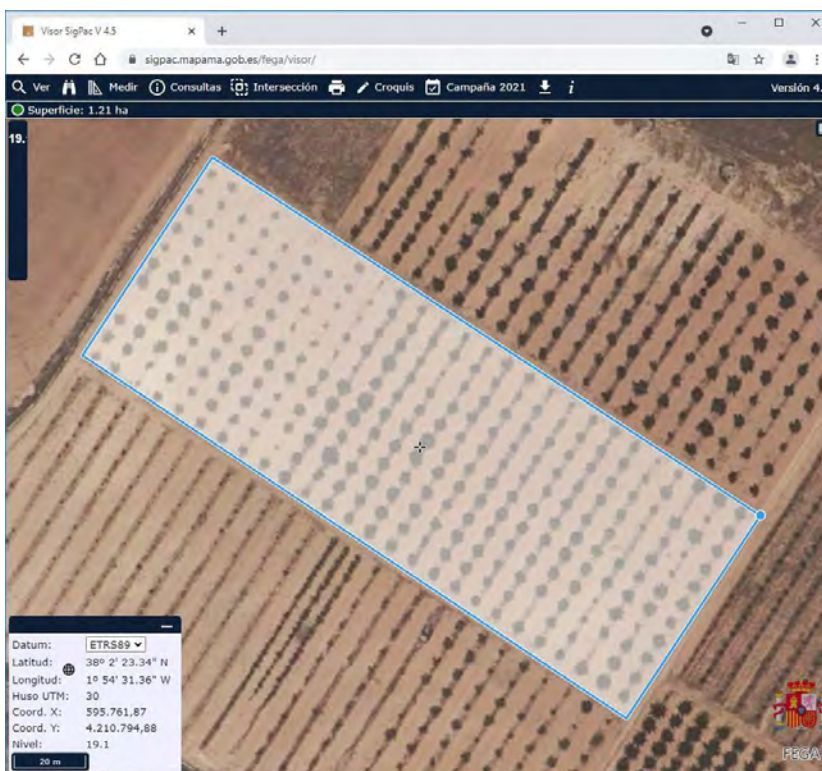 Visor SigPac V 4.5
sigpac.mapama.gob.es/fega/visor/
Ver Medir Consultas Intersección Croquis Campaña 2021 i Versión 4.
Superficie: 1.21 ha
19.
Datum: ETRS89
Latitud: 38º 2' 23.34" N
Longitud: 1º 54' 31.36" W
Huso UTM: 30
Coord. X: 595.761,87
Coord. Y: 4.210.794,88
Nivel: 19.1
20 m
FEGA